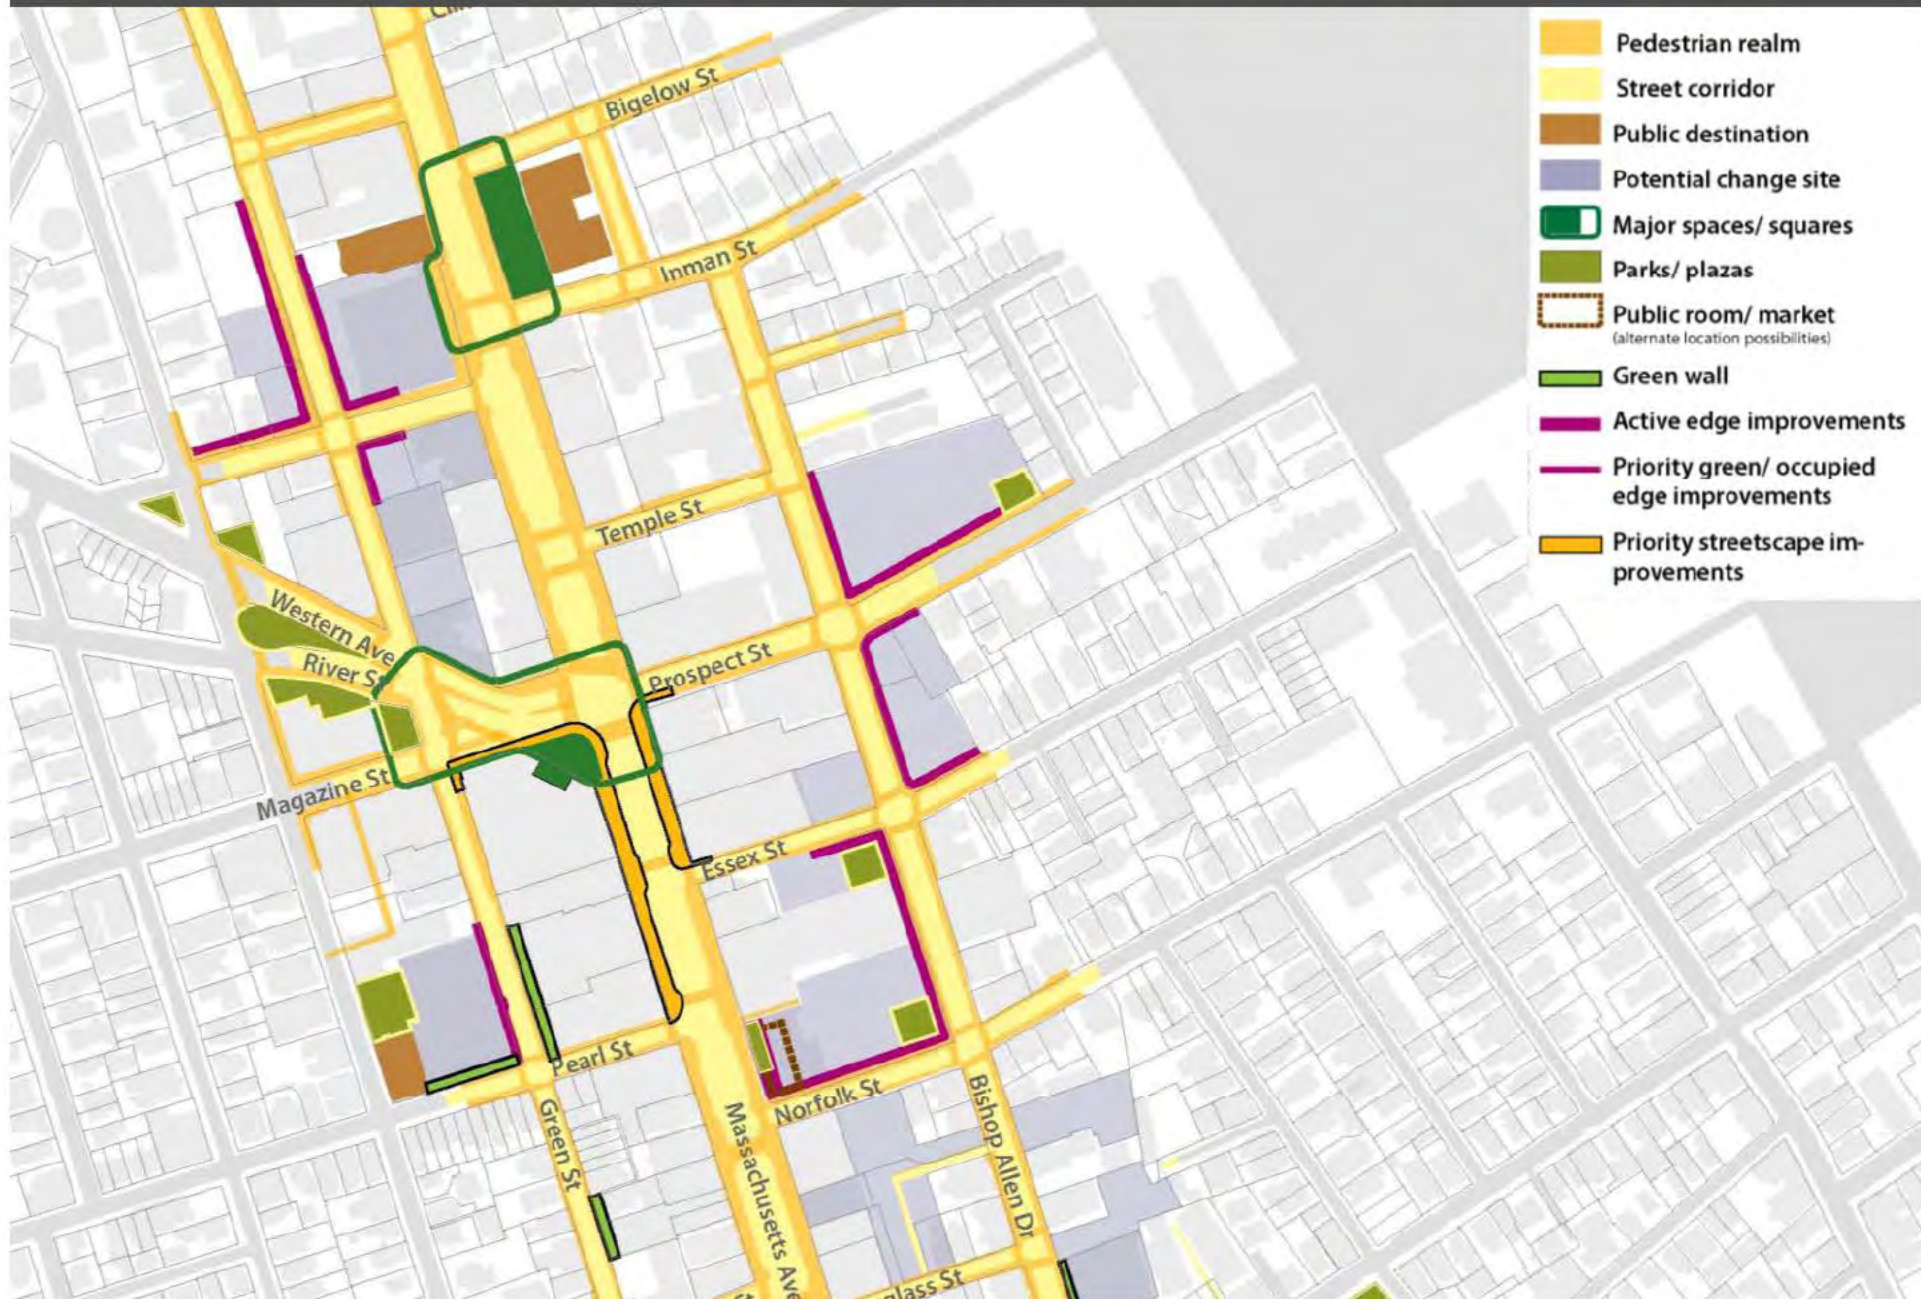 Bigelow St
Inman St
Temple St
Western Ave
River St
Prospect St
Magazine St
Essex St
Pearl St
Norfolk St
Green St
Massachusetts Ave
Bishop Allen Dr
Pedestrian realm
Street corridor
Public destination
Potential change site
Major spaces/ squares
Parks/ plazas
Public room/ market
(alternate location possibilities)
Green wall
Active edge improvements
Priority green/ occupied
edge improvements
Priority streetscape im-
provements